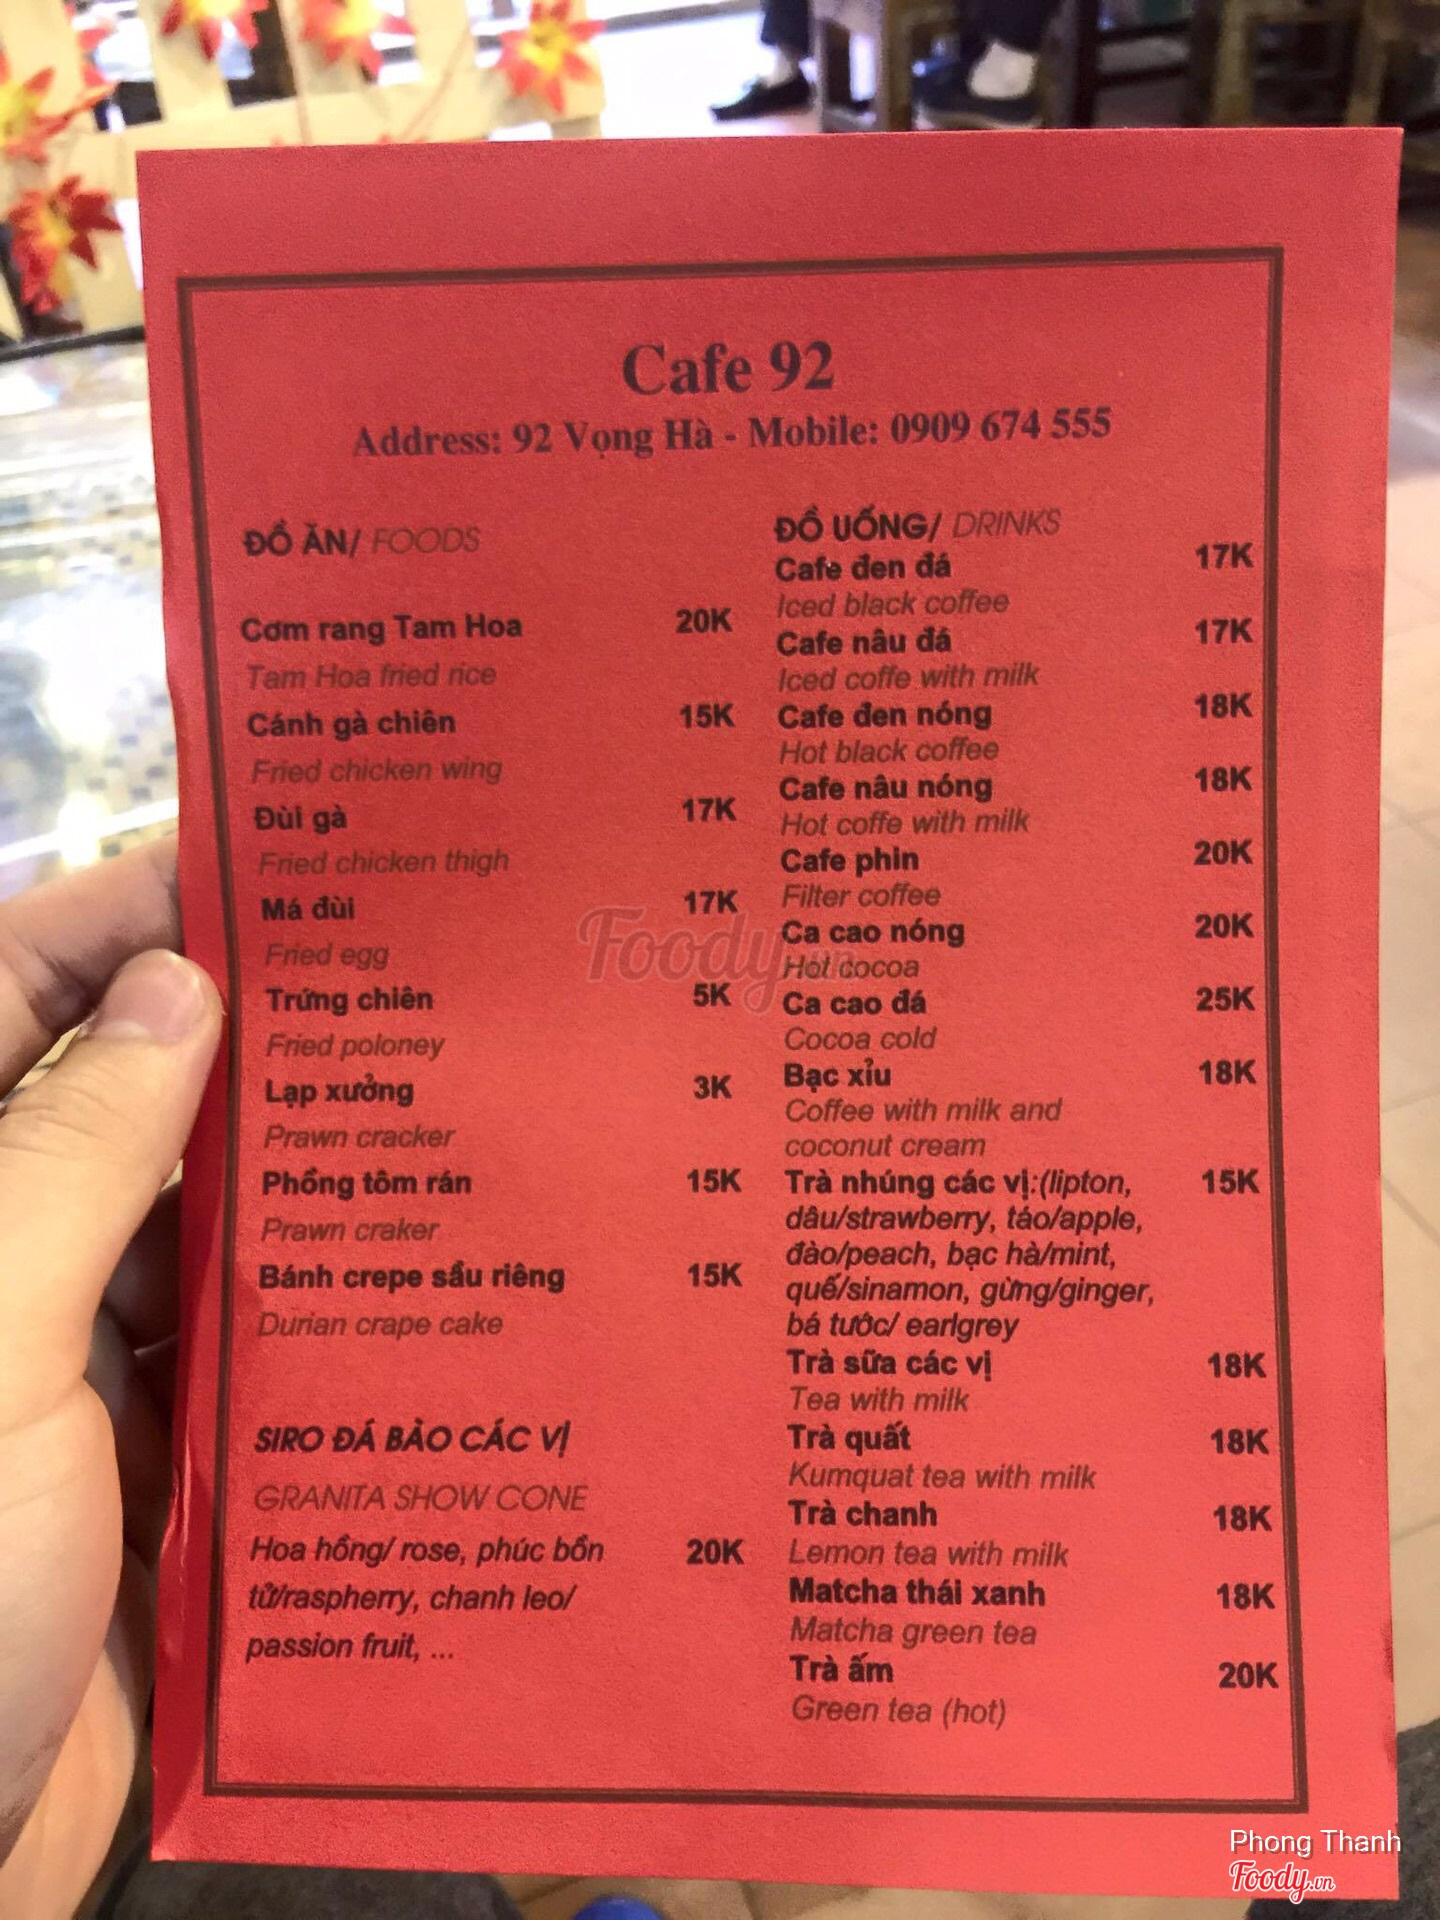 Cafe 92
Address: 92 Vọng Hà - Mobile: 0909 674 555
ĐỒ ĂN/ FOODS
Cơm rang Tam Hoa 20K
Tam Hoa fried rice
Cánh gà chiên 15K
Fried chicken wing
Đùi gà 17K
Fried chicken thigh
Má đùi 17K
Fried egg
Trứng chiên 5K
Fried poloney
Lạp xưởng 3K
Prawn cracker
Phồng tôm rán 15K
Prawn craker
Bánh crepe sầu riêng 15K
Durian crape cake
SIRO ĐÁ BÀO CÁC VỊ
GRANITA SHOW CONE
Hoa hồng/ rose, phúc bồn 20K
tử/raspherry, chanh leo/
passion fruit, ...
ĐỒ UỐNG/ DRINKS
Cafe đen đá 17K
Iced black coffee
Cafe nâu đá 17K
Iced coffe with milk
Cafe đen nóng 18K
Hot black coffee
Cafe nâu nóng 18K
Hot coffe with milk
Cafe phin 20K
Filter coffee
Ca cao nóng 20K
Hot cocoa
Ca cao đá 25K
Cocoa cold
Bạc xỉu 18K
Coffee with milk and
coconut cream
Trà nhúng các vị:(lipton, 15K
dâu/strawberry, táo/apple,
đào/peach, bạc hà/mint,
quế/sinamon, gừng/ginger,
bá tước/ earlgrey
Trà sữa các vị 18K
Tea with milk
Trà quất 18K
Kumquat tea with milk
Trà chanh 18K
Lemon tea with milk
Matcha thái xanh 18K
Matcha green tea
Trà ấm 20K
Green tea (hot)
Foody.vn
Phong Thanh
Foody.vn